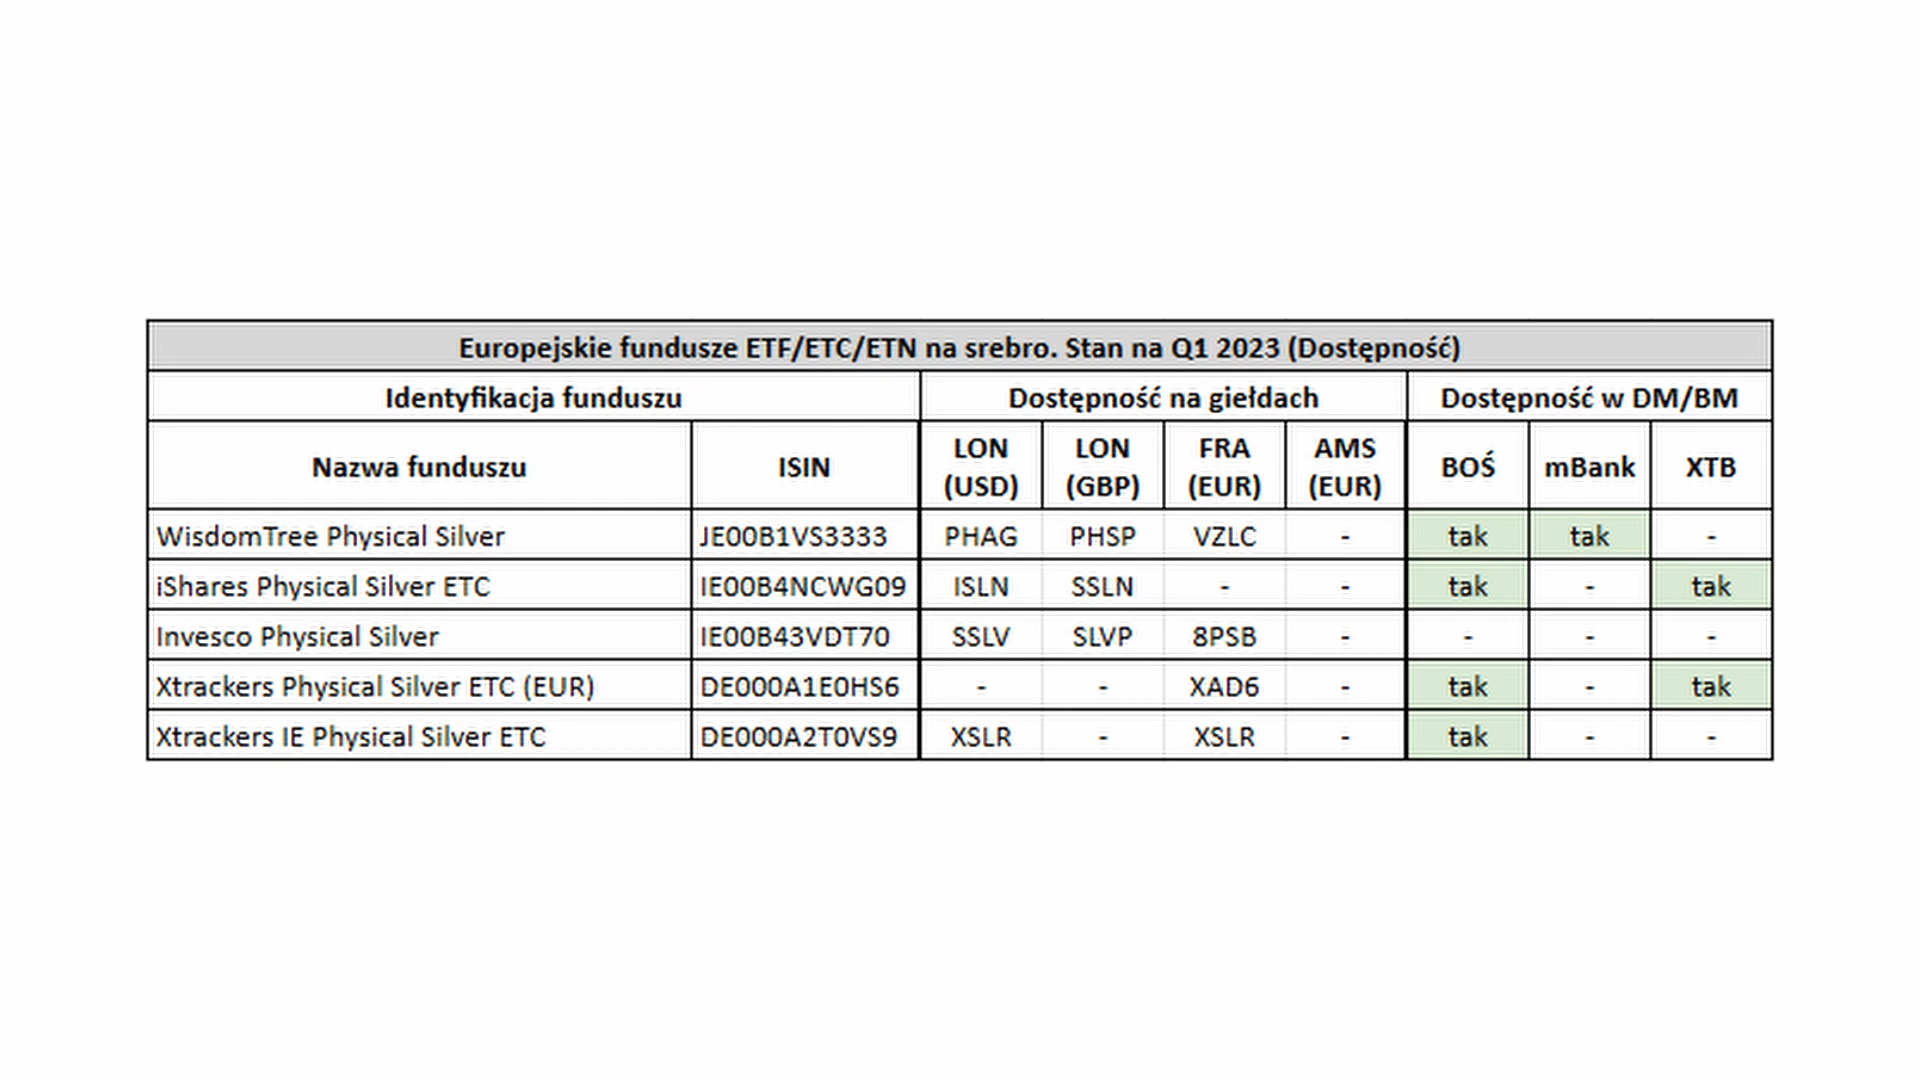 Europejskie fundusze ETF/ETC/ETN na srebro. Stan na Q1 2023 (Dostępność)
Identyfikacja funduszu Dostępność na giełdach Dostępność w DM/BM
Nazwa funduszu ISIN LON (USD) LON (GBP) FRA (EUR) AMS (EUR) BOŚ mBank XTB
WisdomTree Physical Silver JE00B1VS3333 PHAG PHSP VZLC - tak tak -
iShares Physical Silver ETC IE00B4NCWG09 ISLN SSLN - - tak - tak
Invesco Physical Silver IE00B43VDT70 SSLV SLVP 8PSB - - - -
Xtrackers Physical Silver ETC (EUR) DE000A1E0HS6 - - XAD6 - tak - tak
Xtrackers IE Physical Silver ETC DE000A2T0VS9 XSLR - XSLR - tak - -